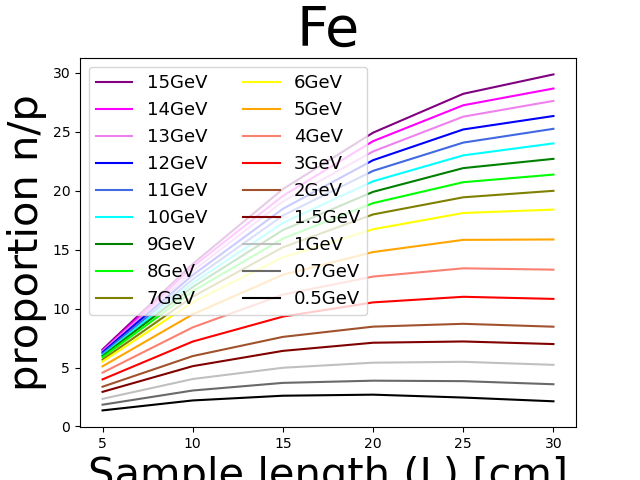 Fe
proportion n/p
30
25
20
15
10
5
0
15GeV
14GeV
13GeV
12GeV
11GeV
10GeV
9GeV
8GeV
7GeV
6GeV
5GeV
4GeV
3GeV
2GeV
1.5GeV
1GeV
0.7GeV
0.5GeV
5 10 15 20 25 30
Sample length (L) [cm]